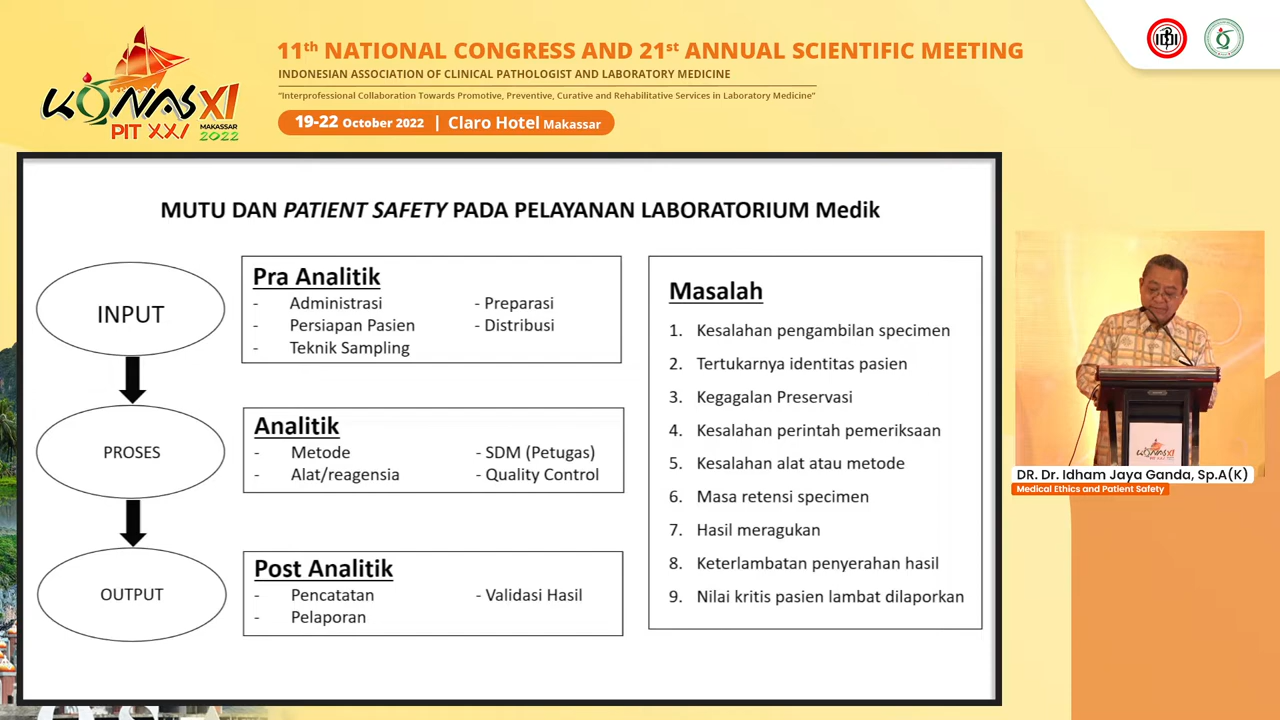 KONAS XI
PIT XXI
MAKASSAR
2022
11th NATIONAL CONGRESS AND 21st ANNUAL SCIENTIFIC MEETING
INDONESIAN ASSOCIATION OF CLINICAL PATHOLOGIST AND LABORATORY MEDICINE
"Interprofessional Collaboration Towards Promotive, Preventive, Curative and Rehabilitative Services in Laboratory Medicine"
19-22 October 2022 | Claro Hotel Makassar
MUTU DAN PATIENT SAFETY PADA PELAYANAN LABORATORIUM Medik
INPUT
Pra Analitik
- Administrasi - Preparasi
- Persiapan Pasien - Distribusi
- Teknik Sampling
PROSES
Analitik
- Metode - SDM (Petugas)
- Alat/reagensia - Quality Control
OUTPUT
Post Analitik
- Pencatatan - Validasi Hasil
- Pelaporan
Masalah
1. Kesalahan pengambilan specimen
2. Tertukarnya identitas pasien
3. Kegagalan Preservasi
4. Kesalahan perintah pemeriksaan
5. Kesalahan alat atau metode
6. Masa retensi specimen
7. Hasil meragukan
8. Keterlambatan penyerahan hasil
9. Nilai kritis pasien lambat dilaporkan
KONAS XI
DR. Dr. Idham Jaya Ganda, Sp.A(K)
Medical Ethics and Patient Safety